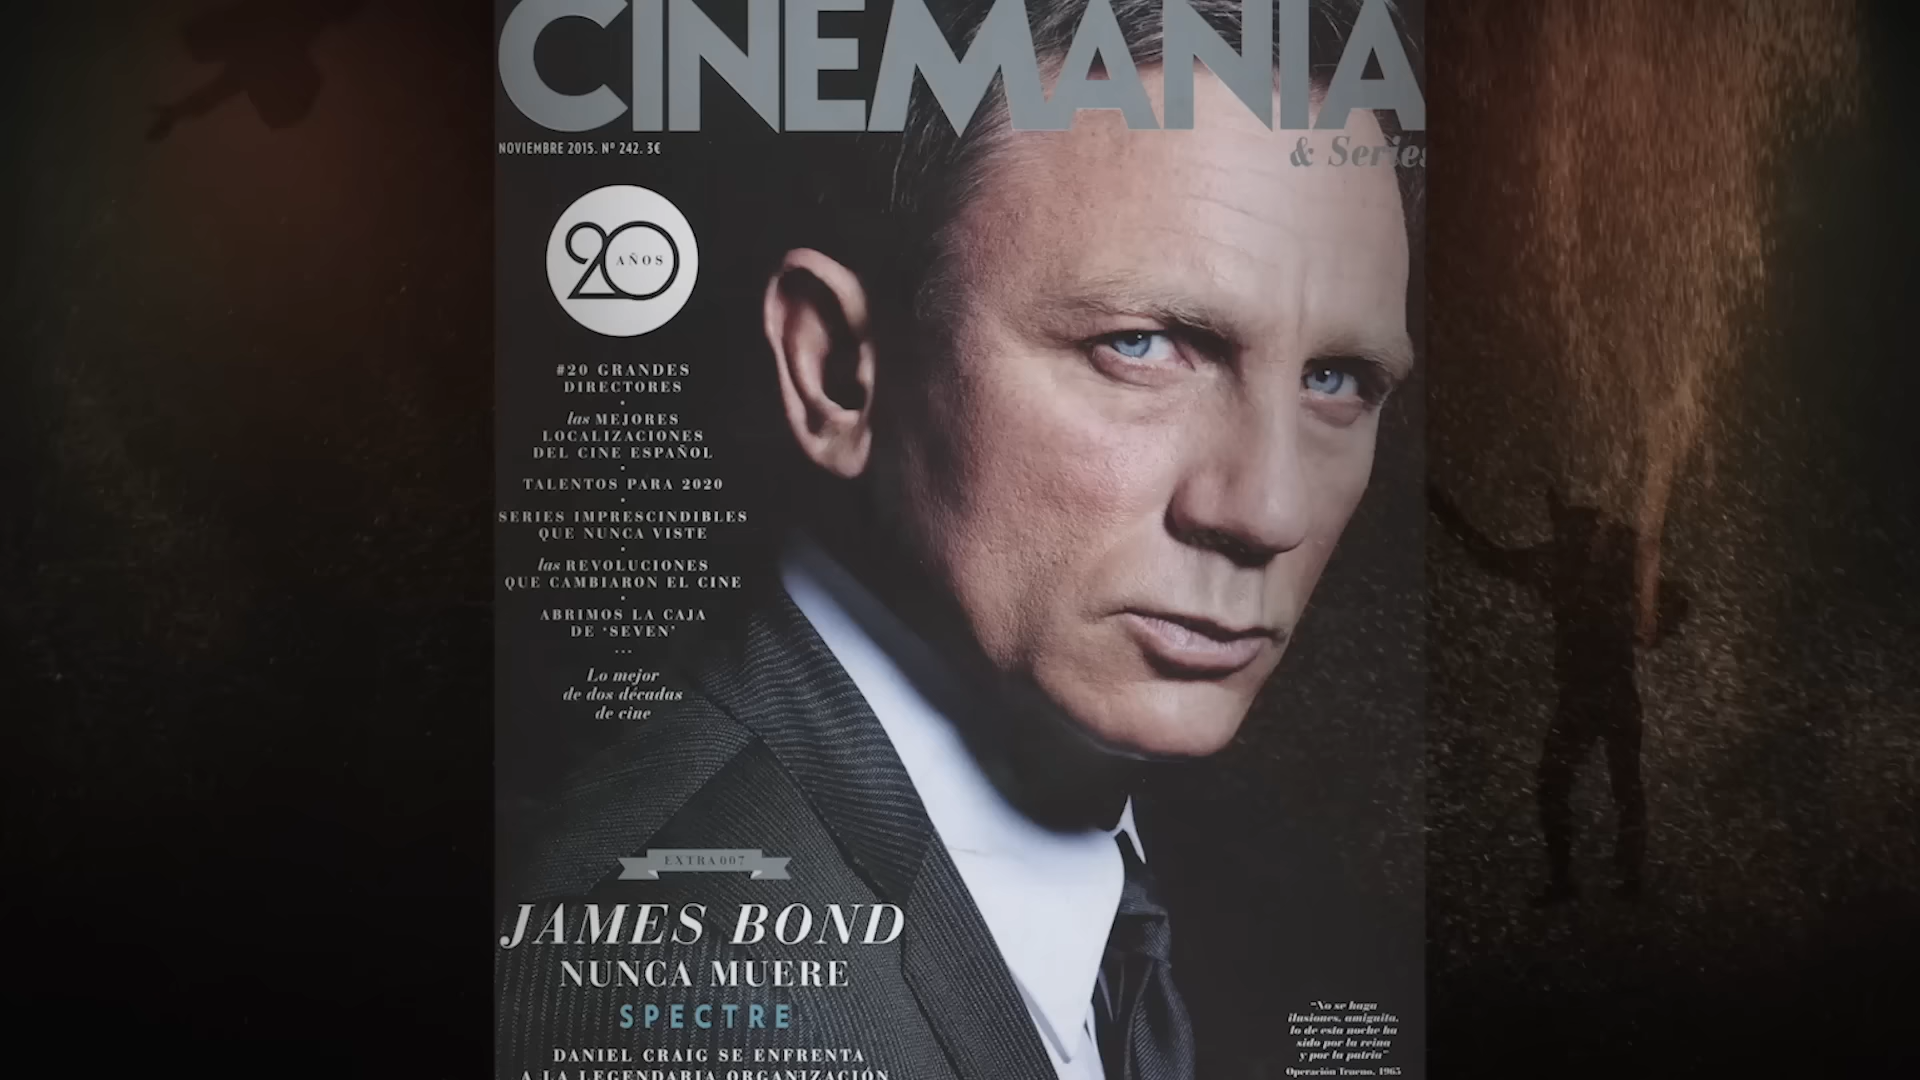 CINEMANIA
& Series
NOVIEMBRE 2015. Nº 242. 3€
20
AÑOS
#20 GRANDES
DIRECTORES
las MEJORES
LOCALIZACIONES
DEL CINE ESPAÑOL
TALENTOS PARA 2020
SERIES IMPRESCINDIBLES
QUE NUNCA VISTE
las REVOLUCIONES
QUE CAMBIARON EL CINE
ABRIMOS LA CAJA
DE ‘SEVEN’
...
Lo mejor
de dos décadas
de cine
EXTRA 007
JAMES BOND
NUNCA MUERE
SPECTRE
DANIEL CRAIG SE ENFRENTA
A LA LEGENDARIA ORGANIZACIÓN
“No se haga
ilusiones, amiguita,
lo de esta noche ha
sido por la reina
y por la patria”
Operación Trueno, 1965